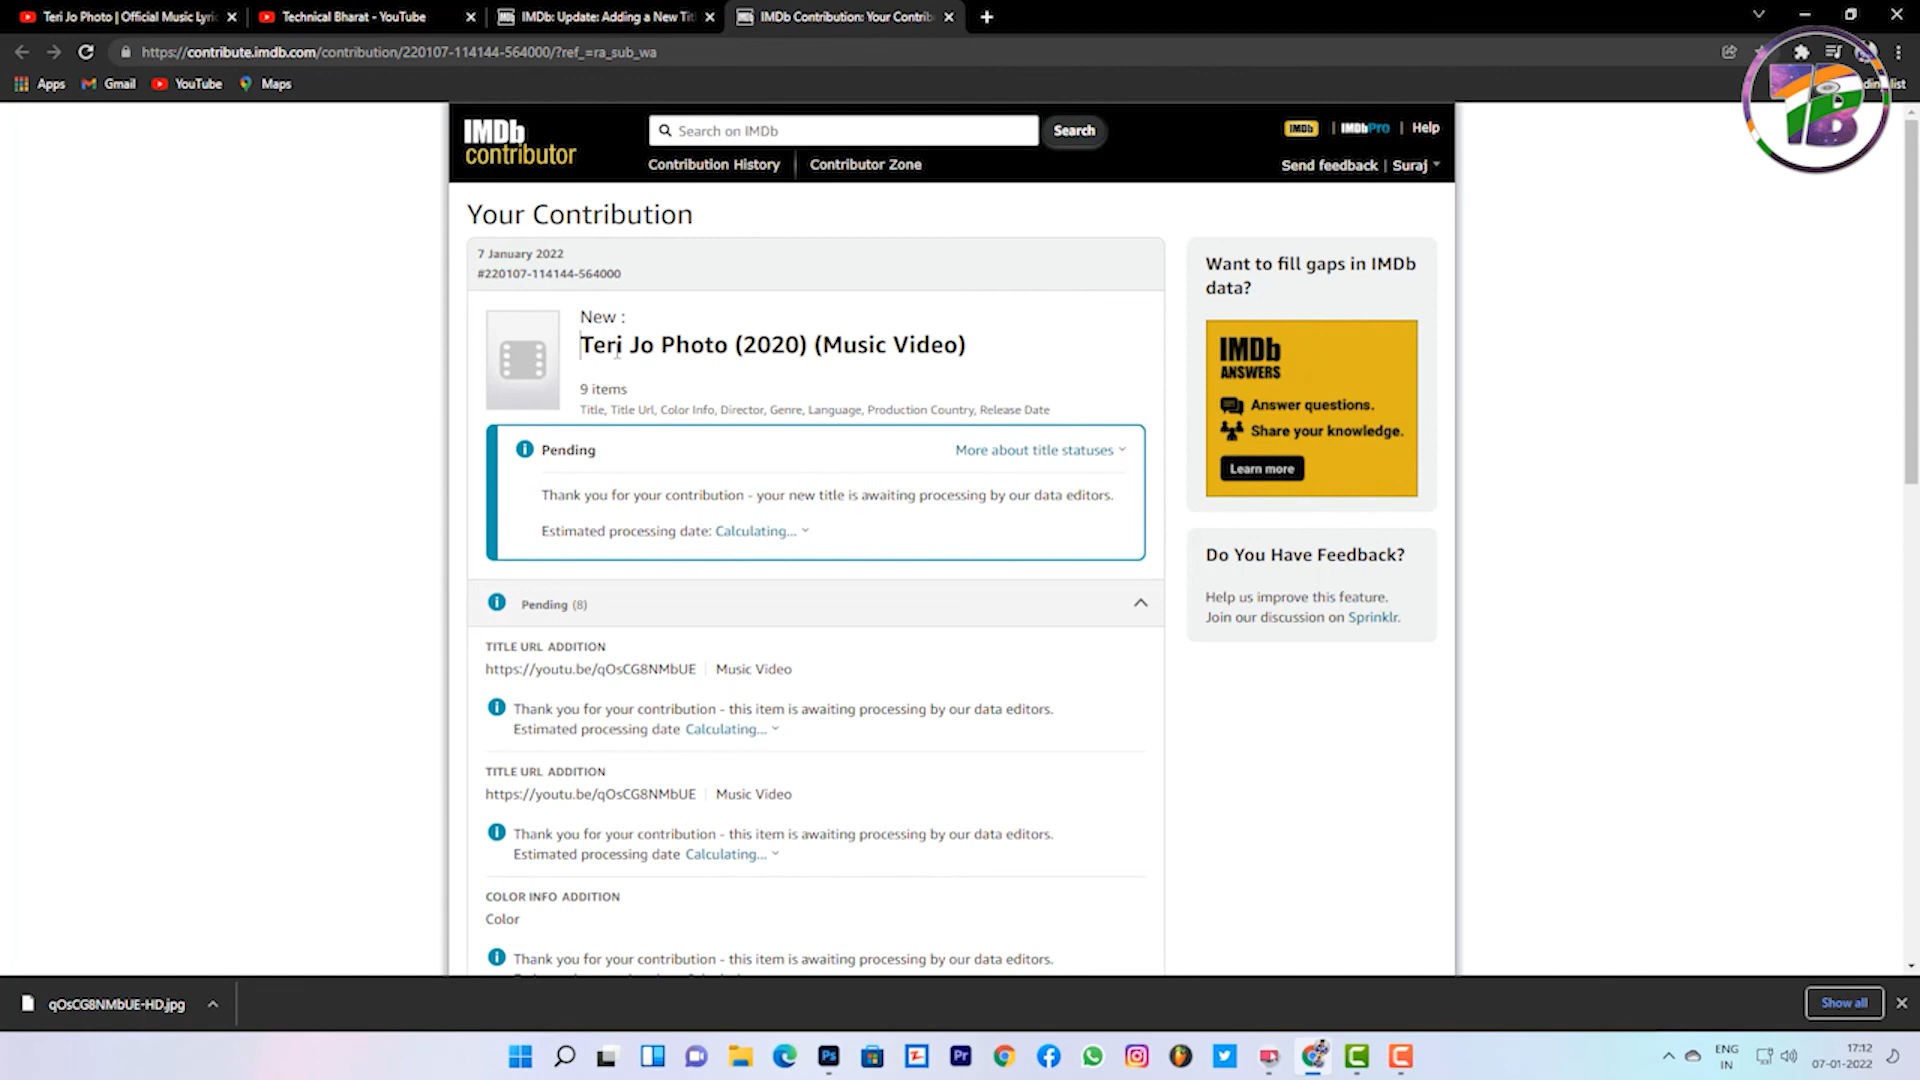 Teri Jo Photo | Official Music Lyri
Technical Bharat - YouTube
IMDb: Update: Adding a New Tit
IMDb Contribution: Your Contrib
https://contribute.imdb.com/contribution/220107-114144-564000/?ref_=ra_sub_wa
Apps
Gmail
YouTube
Maps
list
IMDb
contributor
Search on IMDb
Search
IMDb | IMDbPro | Help
Contribution History
Contributor Zone
Send feedback | Suraj
Your Contribution
7 January 2022
#220107-114144-564000
New :
Teri Jo Photo (2020) (Music Video)
9 items
Title, Title Url, Color Info, Director, Genre, Language, Production Country, Release Date
Pending
More about title statuses
Thank you for your contribution - your new title is awaiting processing by our data editors.
Estimated processing date: Calculating...
Pending (8)
TITLE URL ADDITION
https://youtu.be/qOsCG8NMbUE | Music Video
Thank you for your contribution - this item is awaiting processing by our data editors.
Estimated processing date Calculating...
TITLE URL ADDITION
https://youtu.be/qOsCG8NMbUE | Music Video
Thank you for your contribution - this item is awaiting processing by our data editors.
Estimated processing date Calculating...
COLOR INFO ADDITION
Color
Thank you for your contribution - this item is awaiting processing by our data editors.
Want to fill gaps in IMDb
data?
IMDb
ANSWERS
Answer questions.
Share your knowledge.
Learn more
Do You Have Feedback?
Help us improve this feature.
Join our discussion on Sprinklr.
qOsCG8NMbUE-HD.jpg
Show all
Ps
Pr
ENG
IN
17:12
07-01-2022
TB